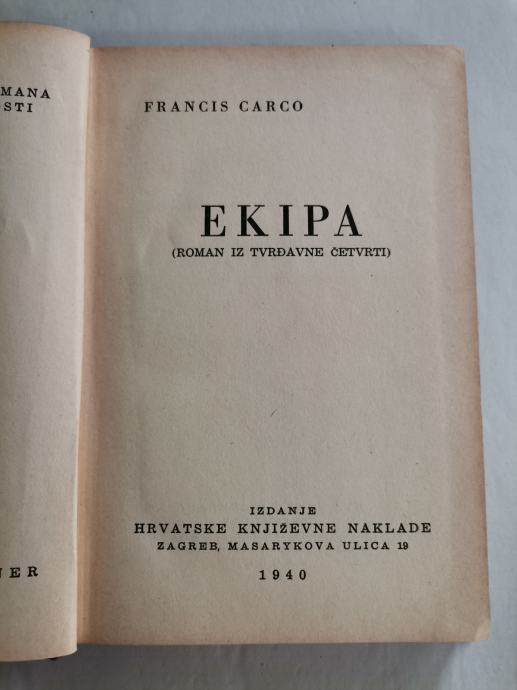 MANA
STI
NER
FRANCIS CARCO
EKIPA
(ROMAN IZ TVRĐAVNE ČETVRTI)
IZDANJE
HRVATSKE KNJIŽEVNE NAKLADE
ZAGREB, MASARYKOVA ULICA 19
1940